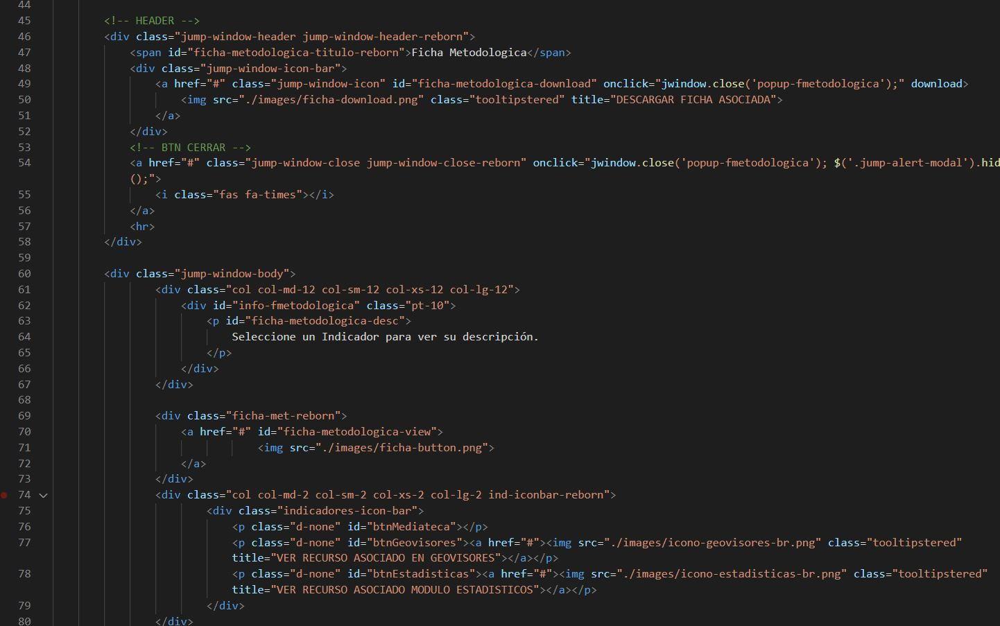 44
45 <!-- HEADER -->
46 <div class="jump-window-header jump-window-header-reborn">
47 <span id="ficha-metodologica-titulo-reborn">Ficha Metodologica</span>
48 <div class="jump-window-icon-bar">
49 <a href="#" class="jump-window-icon" id="ficha-metodologica-download" onclick="jwindow.close('popup-fmetodologica');" download>
50 <img src="./images/ficha-download.png" class="tooltipstered" title="DESCARGAR FICHA ASOCIADA">
51 </a>
52 </div>
53 <!-- BTN CERRAR -->
54 <a href="#" class="jump-window-close jump-window-close-reborn" onclick="jwindow.close('popup-fmetodologica'); $('.jump-alert-modal').hid
();">
55 <i class="fas fa-times"></i>
56 </a>
57 <hr>
58 </div>
59
60 <div class="jump-window-body">
61 <div class="col col-md-12 col-sm-12 col-xs-12 col-lg-12">
62 <div id="info-fmetodologica" class="pt-10">
63 <p id="ficha-metodologica-desc">
64 Seleccione un Indicador para ver su descripción.
65 </p>
66 </div>
67 </div>
68
69 <div class="ficha-met-reborn">
70 <a href="#" id="ficha-metodologica-view">
71 <img src="./images/ficha-button.png">
72 </a>
73 </div>
74 <div class="col col-md-2 col-sm-2 col-xs-2 col-lg-2 ind-iconbar-reborn">
75 <div class="indicadores-icon-bar">
76 <p class="d-none" id="btnMediateca"></p>
77 <p class="d-none" id="btnGeovisores"><a href="#"><img src="./images/icono-geovisores-br.png" class="tooltipstered"
title="VER RECURSO ASOCIADO EN GEOVISORES"></a></p>
78 <p class="d-none" id="btnEstadisticas"><a href="#"><img src="./images/icono-estadisticas-br.png" class="tooltipstered"
title="VER RECURSO ASOCIADO MODULO ESTADISTICOS"></a></p>
79 </div>
80 </div>